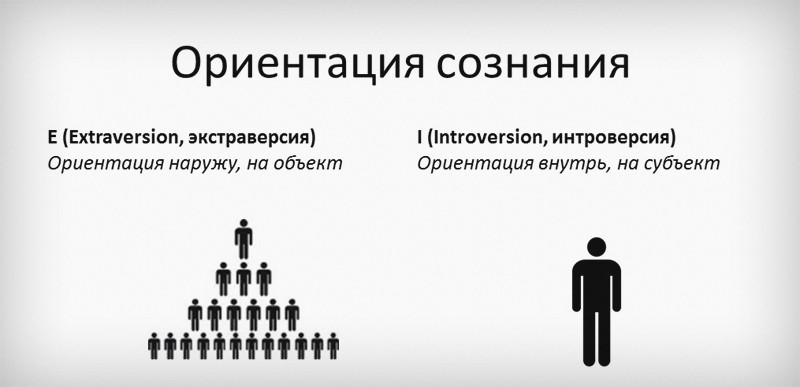 Ориентация сознания
E (Extraversion, экстраверсия)
Ориентация наружу, на объект
I (Introversion, интроверсия)
Ориентация внутрь, на субъект